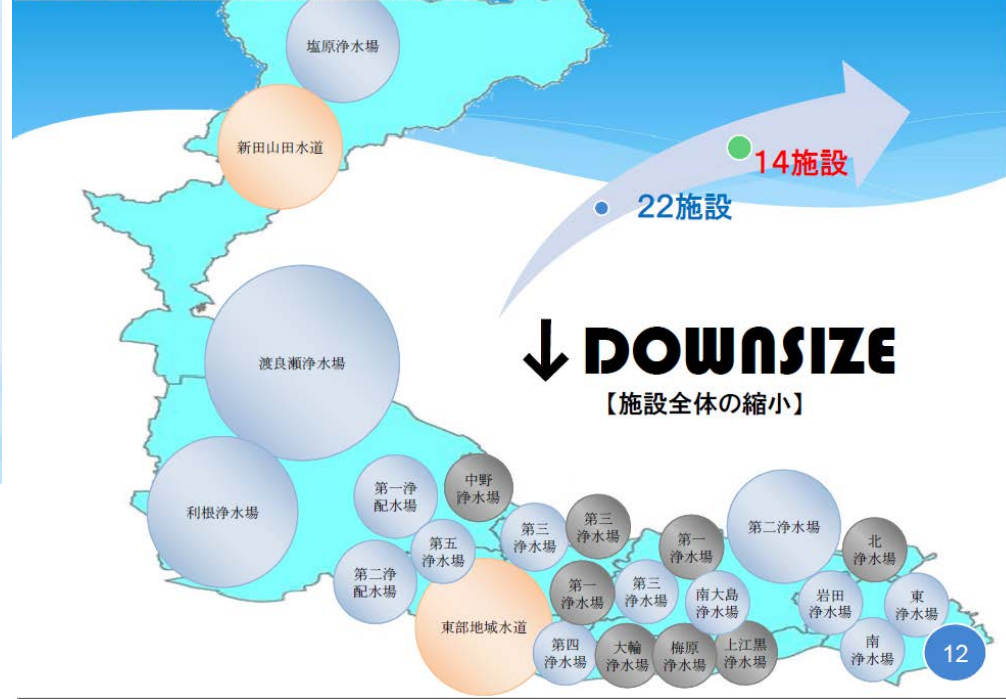 塩原浄水場
新田山田水道
14施設
22施設
渡良瀬浄水場
↓DOWNSIZE
【施設全体の縮小】
利根浄水場
第一浄
配水場
中野
浄水場
第五
浄水場
第二浄
配水場
第三
浄水場
第三
浄水場
第一
浄水場
第二浄水場
北
浄水場
東部地域水道
第一
浄水場
第三
浄水場
南大島
浄水場
岩田
浄水場
東
浄水場
第四
浄水場
大輪
浄水場
梅原
浄水場
上江黒
浄水場
南
浄水場
12